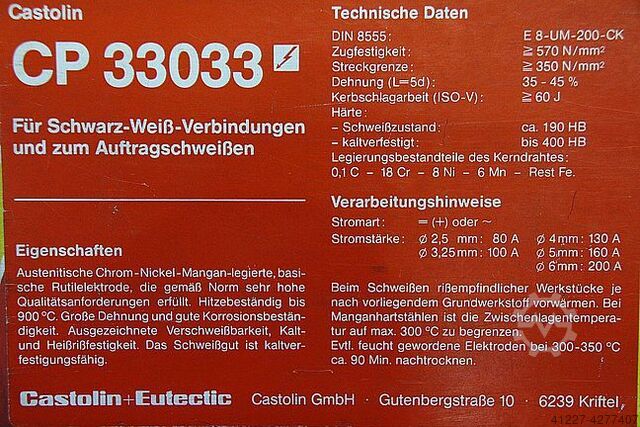 Castolin
CP 33033
Für Schwarz-Weiß-Verbindungen
und zum Auftragschweißen
Eigenschaften
Austenitische Chrom-Nickel-Mangan-legierte, basi-
sche Rutilelektrode, die gemäß Norm sehr hohe
Qualitätsanforderungen erfüllt. Hitzebeständig bis
900 °C. Große Dehnung und gute Korrosionsbestän-
digkeit. Ausgezeichnete Verschweißbarkeit, Kalt-
und Heißrißfestigkeit. Das Schweißgut ist kaltver-
festigungsfähig.
Technische Daten
DIN 8555: E 8-UM-200-CK
Zugfestigkeit: ≧ 570 N/mm²
Streckgrenze: ≧ 350 N/mm²
Dehnung (L=5d): 35 - 45 %
Kerbschlagarbeit (ISO-V): ≧ 60 J
Härte:
- Schweißzustand: ca. 190 HB
- kaltverfestigt: bis 400 HB
Legierungsbestandteile des Kerndrahtes:
0,1 C - 18 Cr - 8 Ni - 6 Mn - Rest Fe.
Verarbeitungshinweise
Stromart: = (+) oder ~
Stromstärke: ø 2,5 mm: 80 A ø 4 mm: 130 A
ø 3,25 mm: 100 A ø 5 mm: 160 A
ø 6 mm: 200 A
Beim Schweißen rißempfindlicher Werkstücke je
nach vorliegendem Grundwerkstoff vorwärmen. Bei
Manganhartstählen ist die Zwischenlagentempera-
tur auf max. 300 °C zu begrenzen.
Evtl. feucht gewordene Elektroden bei 300-350 °C
ca. 90 Min. nachtrocknen.
Castolin+Eutectic Castolin GmbH · Gutenbergstraße 10 · 6239 Kriftel,
41227-4277407